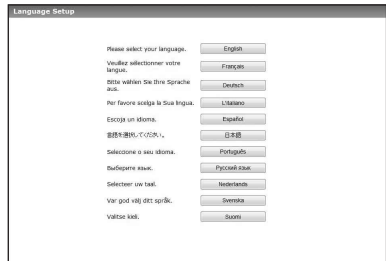 Language Setup
Please select your language. English
Veuillez sélectionner votre
langue. Français
Bitte wählen Sie Ihre Sprache
aus. Deutsch
Per favore scelga la Sua lingua. L'italiano
Escoja un idioma. Español
言語を選択してください。 日本語
Seleccione o seu idioma. Português
Выберите язык. Русский язык
Selecteer uw taal. Nederlands
Var god välj ditt språk. Svenska
Valitse kieli. Suomi